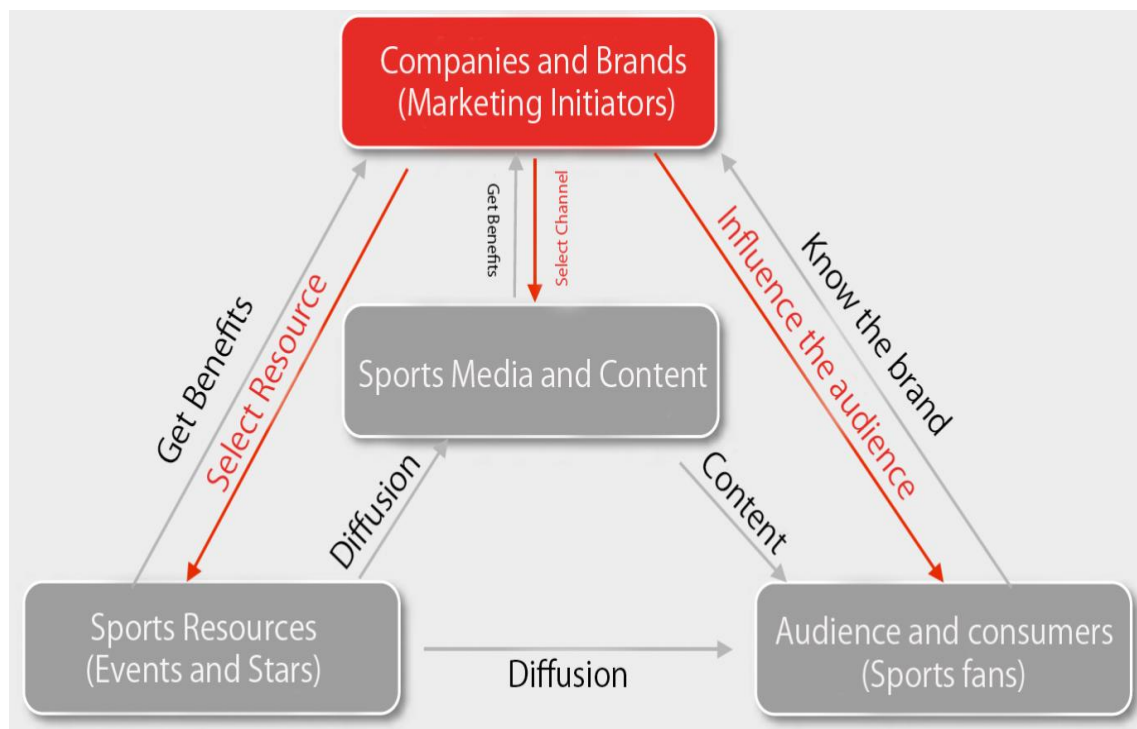 Companies and Brands
(Marketing Initiators)
Get Benefits
Select Resource
Get Benefits
Select Channel
Influence the audience
Know the brand
Sports Media and Content
Diffusion
Content
Sports Resources
(Events and Stars)
Diffusion
Audience and consumers
(Sports fans)